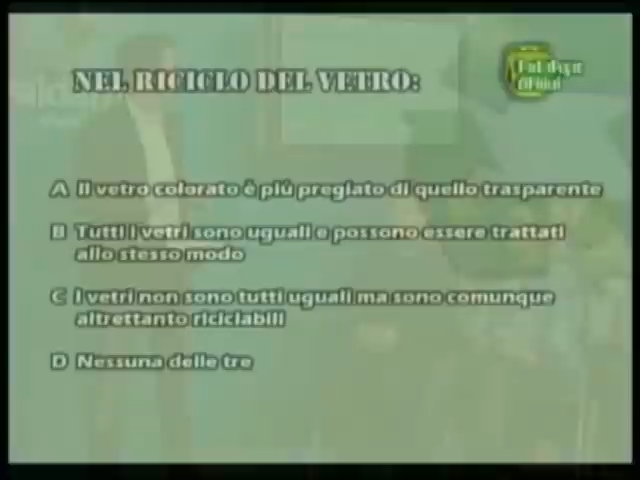 NEL RICICLO DEL VETRO:
A Il vetro colorato é piú pregiato di quello trasparente
B Tutti i vetri sono uguali e possono essere trattati
allo stesso modo
C I vetri non sono tutti uguali ma sono comunque
altrettanto riciclabili
D Nessuna delle tre